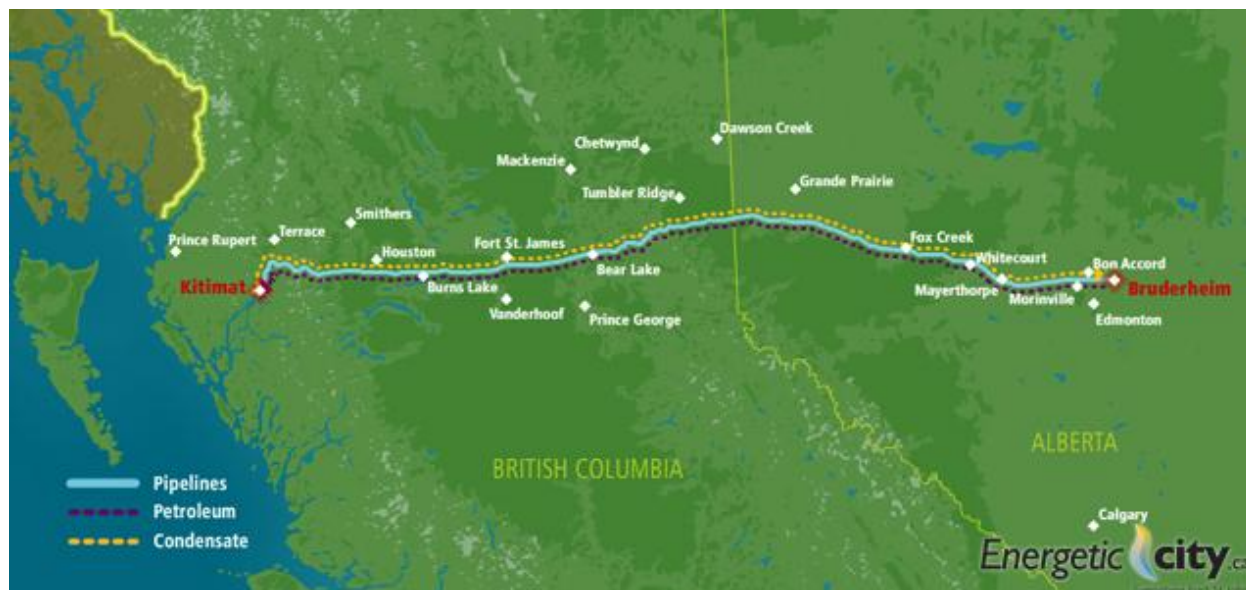 Dawson Creek
Chetwynd
Mackenzie
Grande Prairie
Tumbler Ridge
Smithers
Terrace
Prince Rupert
Fort St. James
Houston
Fox Creek
Whitecourt
Bon Accord
Bear Lake
Kitimat
Burns Lake
Mayerthorpe
Morinville
Bruderheim
Vanderhoof
Prince George
Edmonton
ALBERTA
BRITISH COLUMBIA
Pipelines
Petroleum
Condensate
Calgary
Energetic city.ca